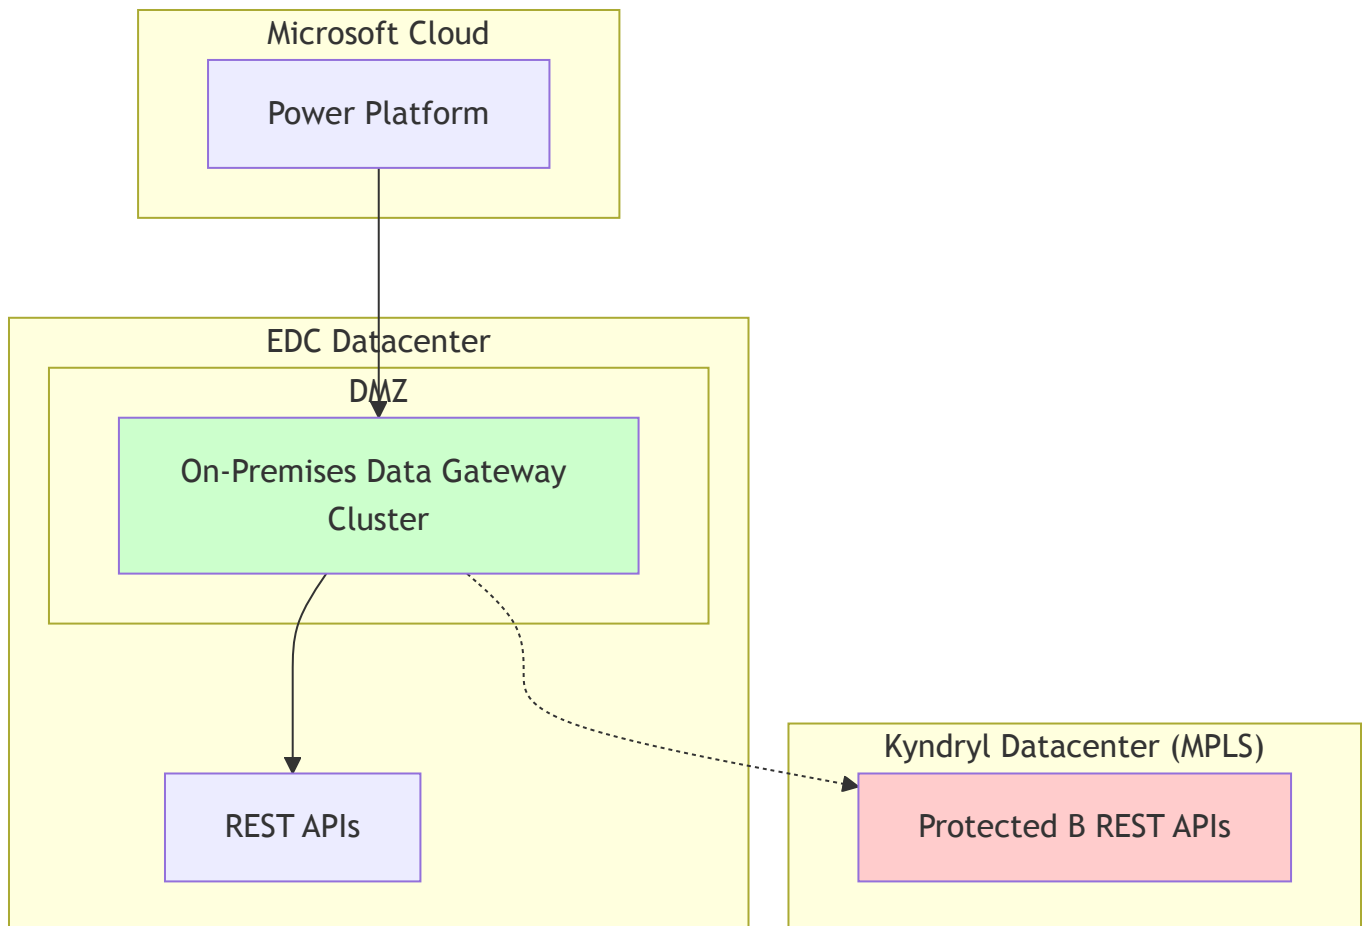 Microsoft Cloud
Power Platform
EDC Datacenter
DMZ
On-Premises Data Gateway
Cluster
Kyndryl Datacenter (MPLS)
REST APIs
Protected B REST APIs